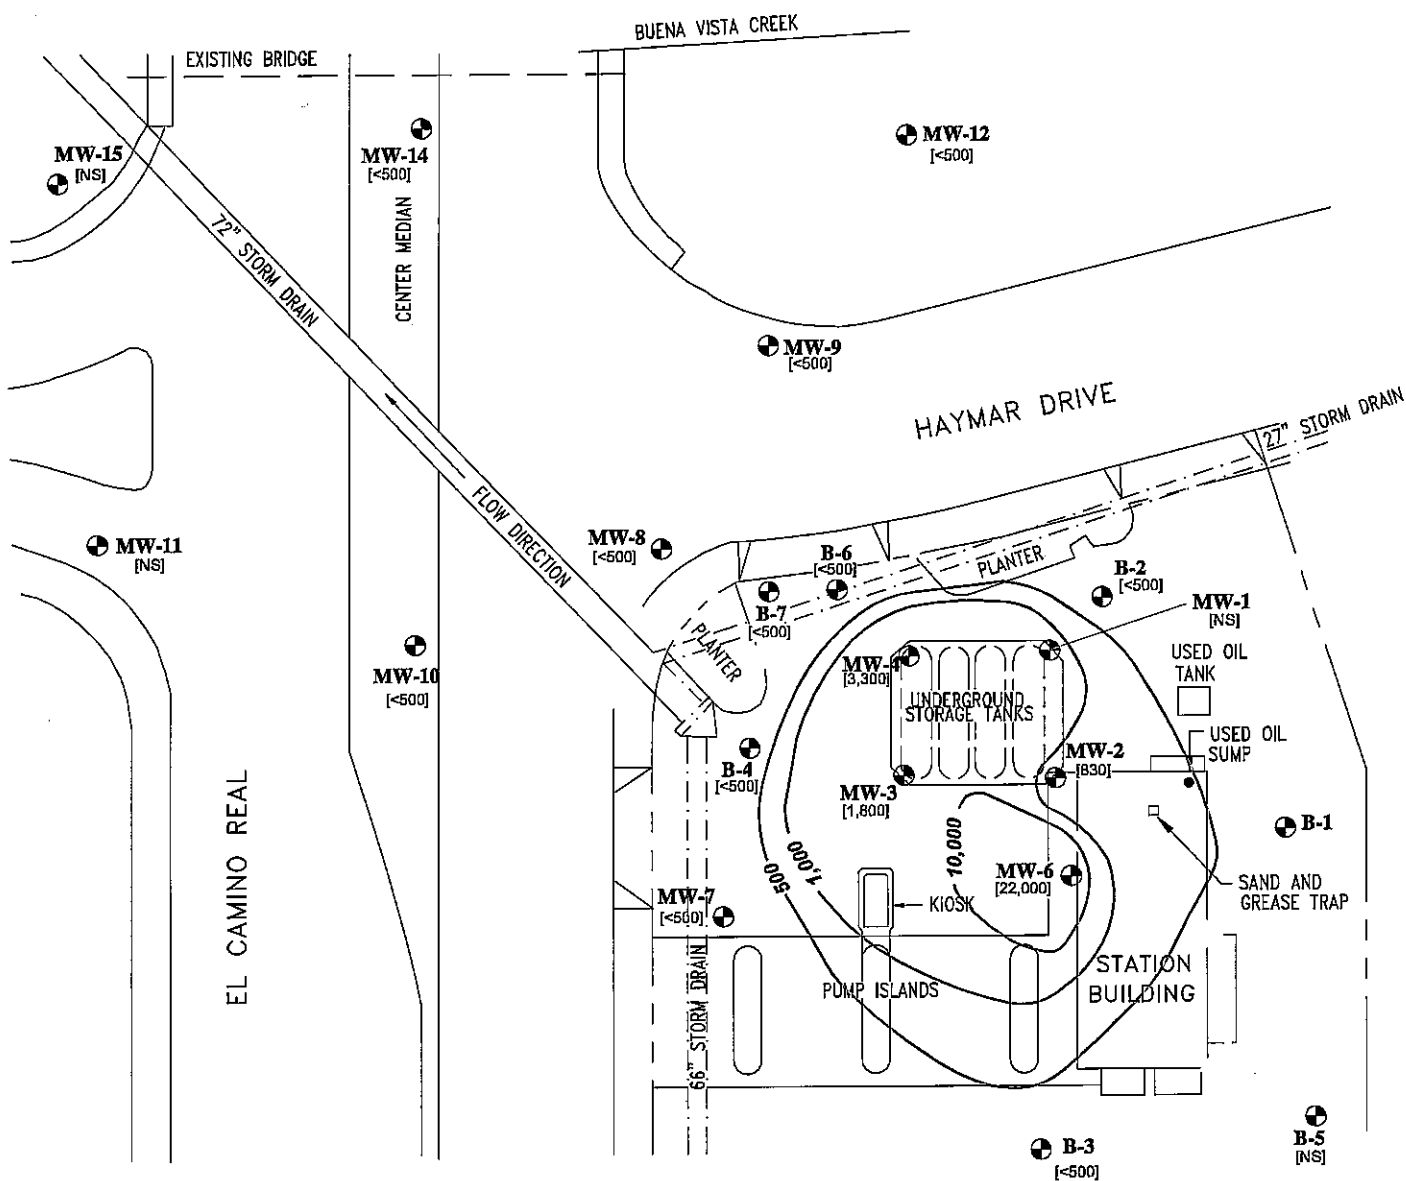 BUENA VISTA CREEK
EXISTING BRIDGE
MW-15
[NS]
MW-14
[<500]
MW-12
[<500]
CENTER MEDIAN
72" STORM DRAIN
MW-9
[<500]
HAYMAR DRIVE
27" STORM DRAIN
FLOW DIRECTION
MW-11
[NS]
MW-8
[<500]
B-6
[<500]
PLANTER
B-2
[<500]
B-7
[<500]
MW-1
[NS]
PLANTER
MW-10
[<500]
MW-4
[3,300]
USED OIL
TANK
UNDERGROUND
STORAGE TANKS
USED OIL
SUMP
B-4
[<500]
MW-2
[830]
MW-3
[1,800]
B-1
EL CAMINO REAL
500
1,000
10,000
MW-6
[22,000]
SAND AND
GREASE TRAP
MW-7
[<500]
KIOSK
STATION
BUILDING
PUMP ISLANDS
66" STORM DRAIN
B-3
[<500]
B-5
[NS]